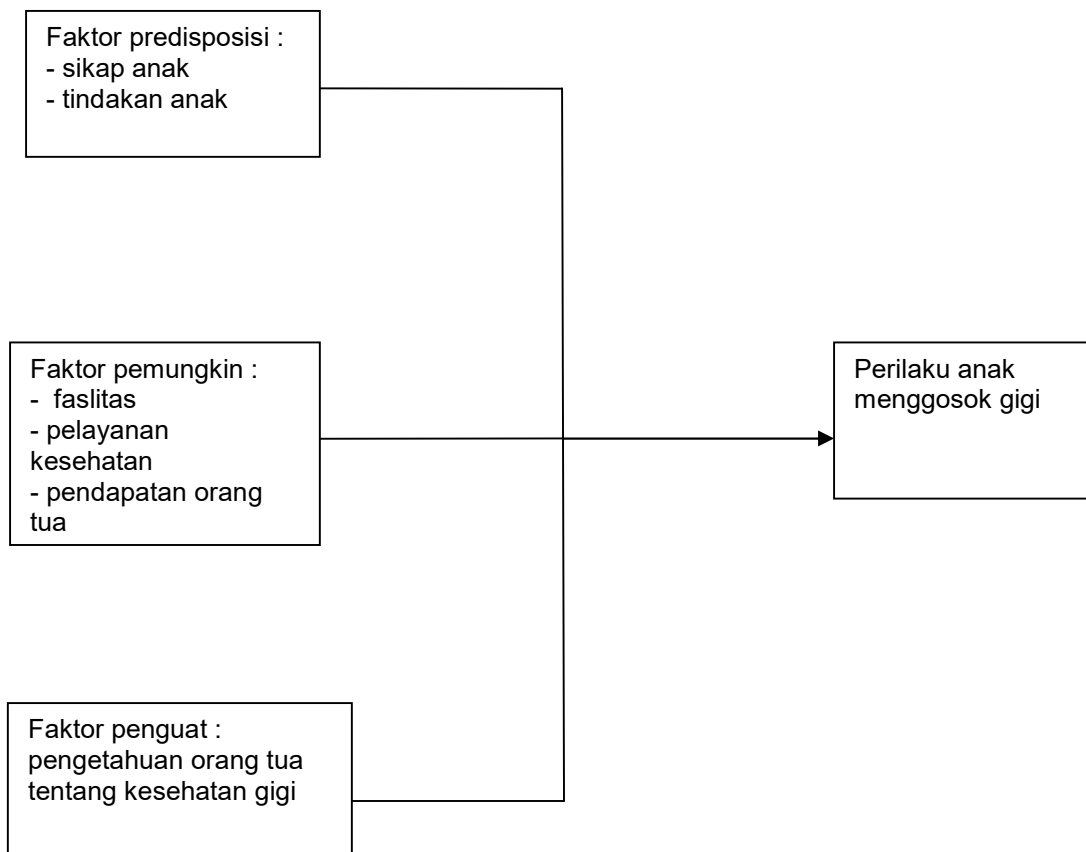 Faktor predisposisi :
- sikap anak
- tindakan anak
Faktor pemungkin :
- faslitas
- pelayanan
kesehatan
- pendapatan orang
tua
Perilaku anak
menggosok gigi
Faktor penguat :
pengetahuan orang tua
tentang kesehatan gigi